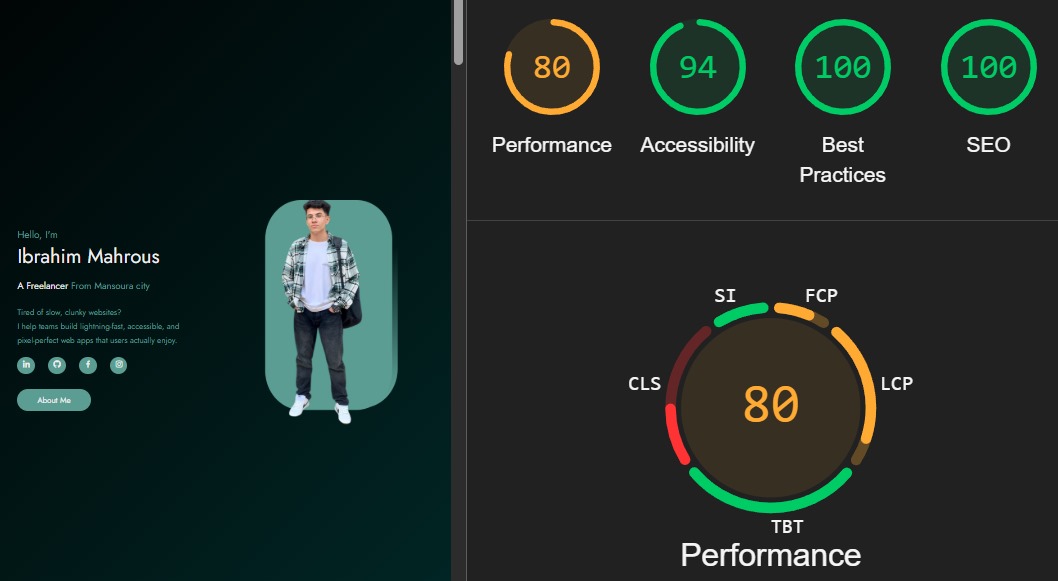 Hello, I'm
Ibrahim Mahrous
A Freelancer From Mansoura city
Tired of slow, clunky websites?
I help teams build lightning-fast, accessible, and
pixel-perfect web apps that users actually enjoy.
in
f
About Me
80
94
100
100
Performance
Accessibility
Best
Practices
SEO
SI
FCP
CLS
LCP
80
TBT
Performance